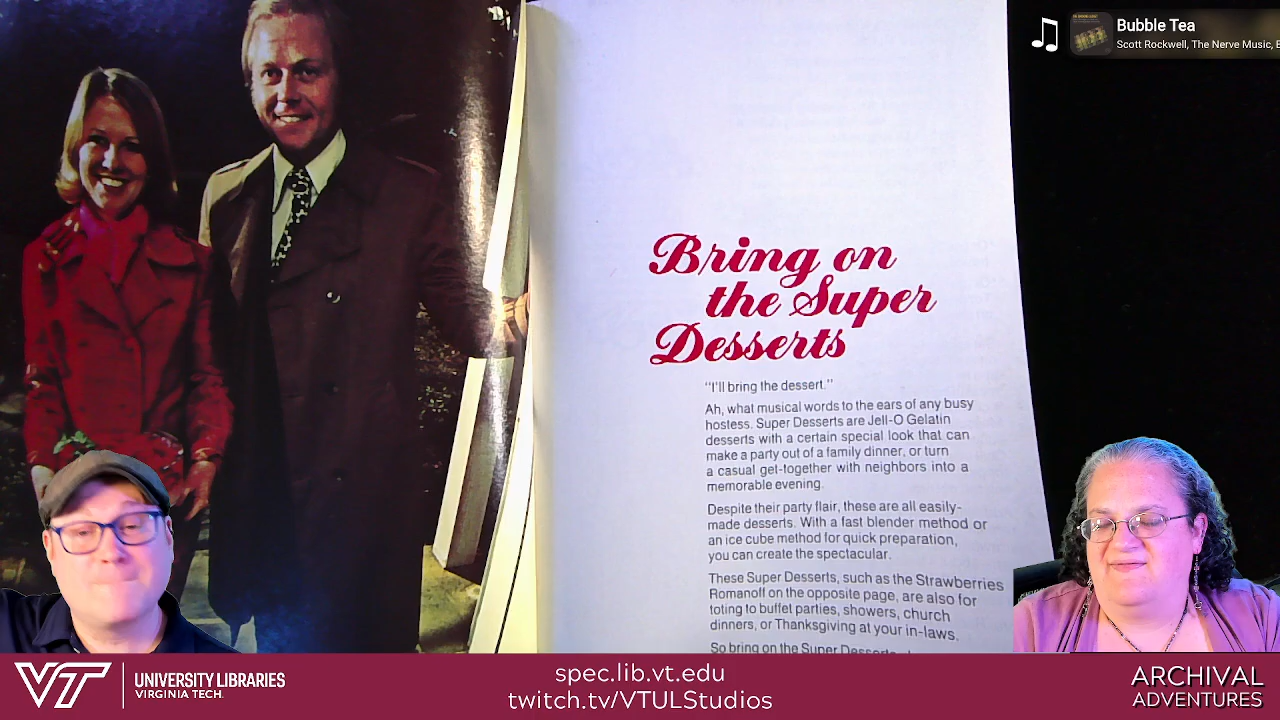 Bubble Tea
Scott Rockwell, The Nerve Music,
Bring on
the Super
Desserts
"I'll bring the dessert."
Ah, what musical words to the ears of any busy
hostess. Super Desserts are Jell-O Gelatin
desserts with a certain special look that can
make a party out of a family dinner, or turn
a casual get-together with neighbors into a
memorable evening.
Despite their party flair, these are all easily-
made desserts. With a fast blender method or
an ice cube method for quick preparation,
you can create the spectacular.
These Super Desserts, such as the Strawberries
Romanoff on the opposite page, are also for
toting to buffet parties, showers, church
dinners, or Thanksgiving at your in-laws.
So bring on the Super Desserts
VT
UNIVERSITY LIBRARIES
VIRGINIA TECH.
spec.lib.vt.edu
twitch.tv/VTULStudios
ARCHIVAL
ADVENTURES